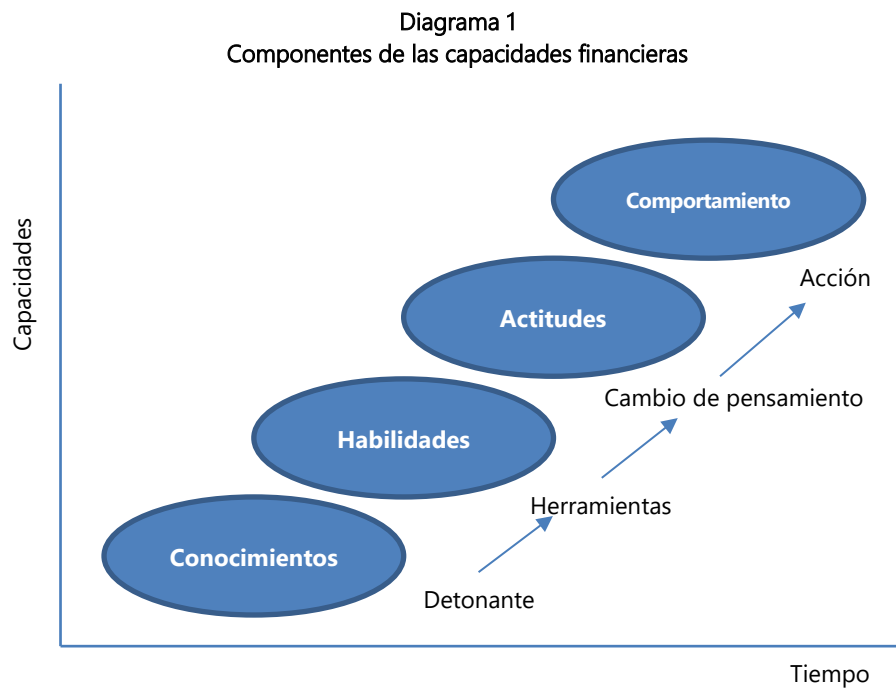 Diagrama 1
Componentes de las capacidades financieras
Capacidades
Comportamiento
Acción
Actitudes
Cambio de pensamiento
Habilidades
Herramientas
Conocimientos
Detonante
Tiempo